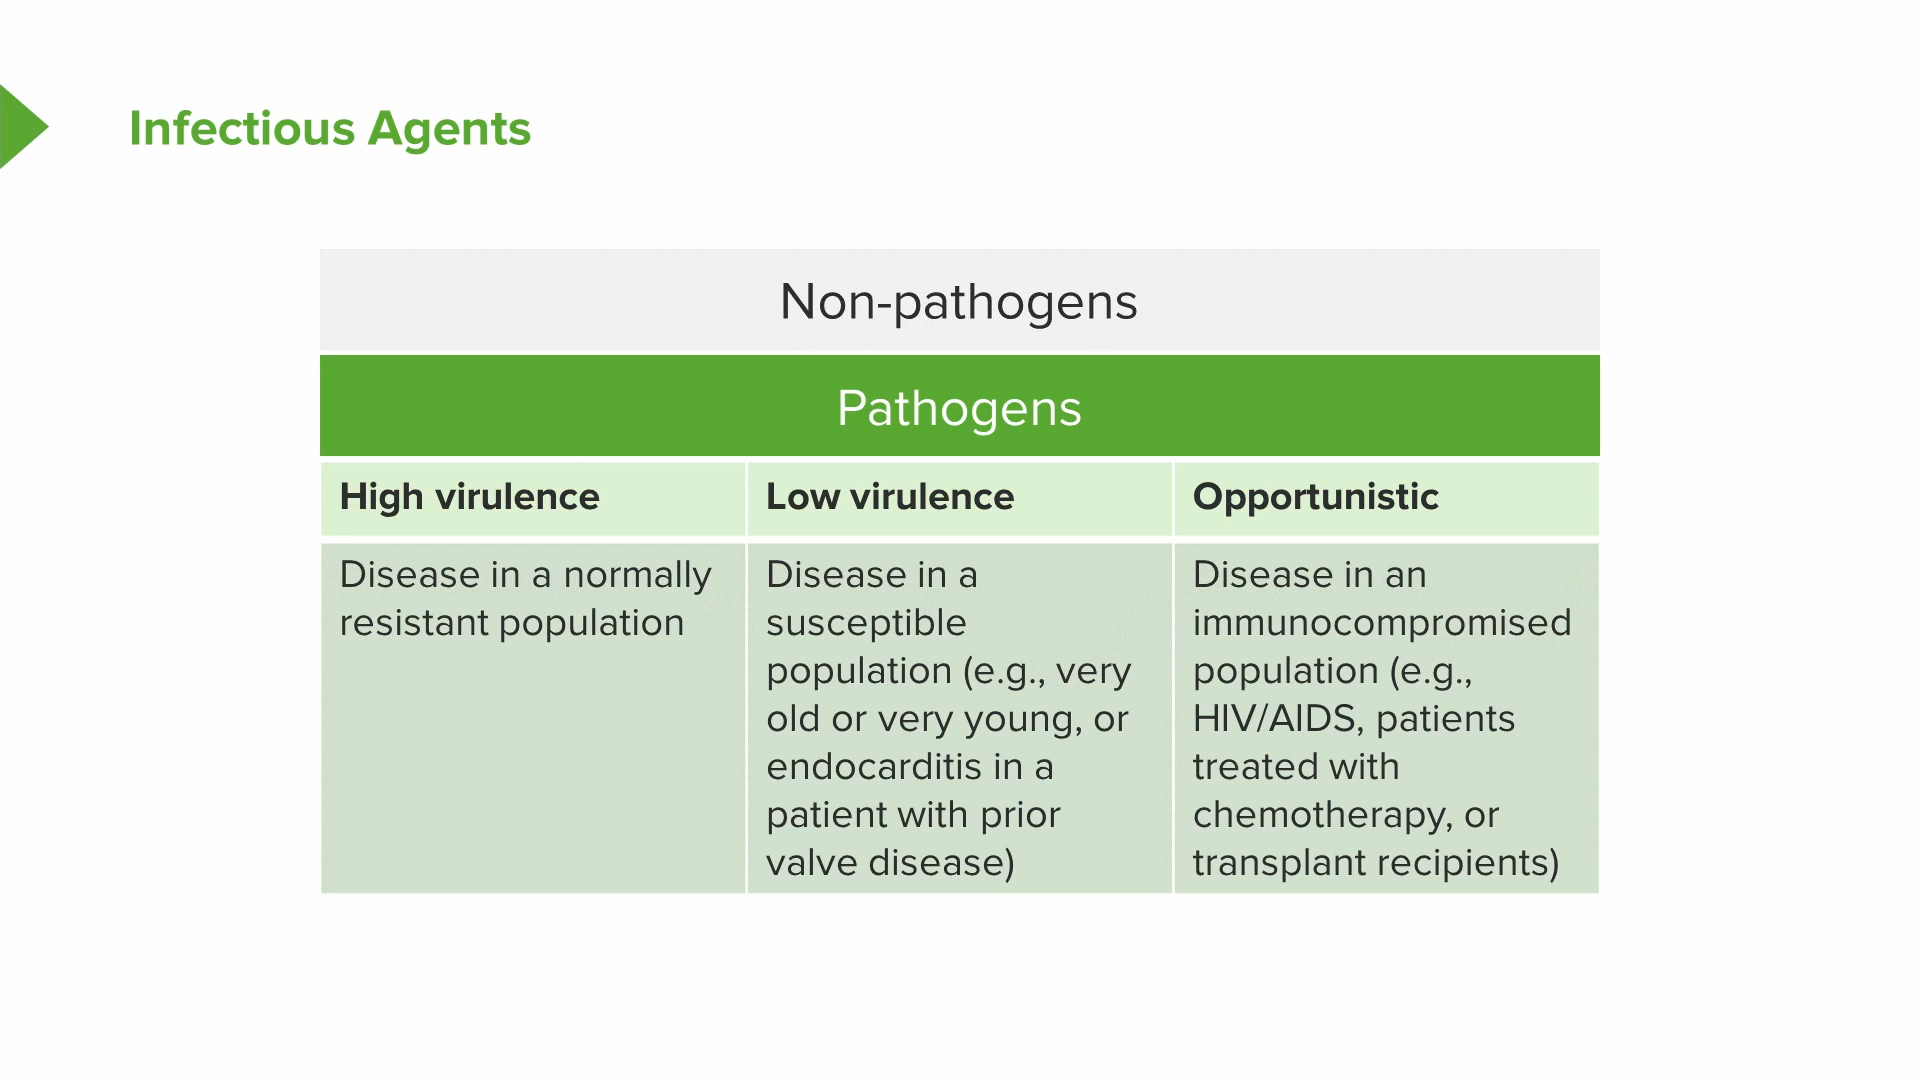 Infectious Agents
Non-pathogens
Pathogens
High virulence
Low virulence
Opportunistic
Disease in a normally
resistant population
Disease in a
susceptible
population (e.g., very
old or very young, or
endocarditis in a
patient with prior
valve disease)
Disease in an
immunocompromised
population (e.g.,
HIV/AIDS, patients
treated with
chemotherapy, or
transplant recipients)